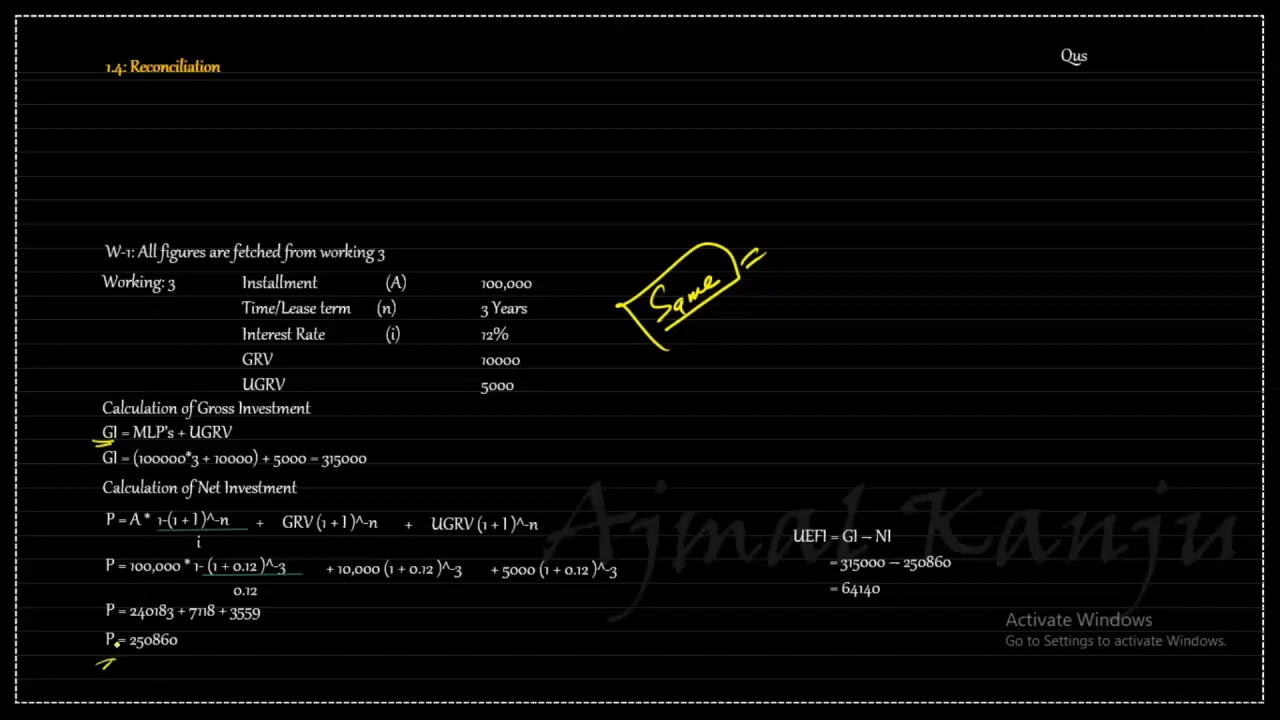 Qus
1.4: Reconciliation
W-1: All figures are fetched from working 3
Working: 3 Installment (A) 100,000
Time/Lease term (n) 3 Years
Interest Rate (i) 12%
GRV 10000
UGRV 5000
Same =
Calculation of Gross Investment
GI = MLP's + UGRV
GI = (100000*3 + 10000) + 5000 = 315000
Calculation of Net Investment
P = A * 1-(1 + I )^-n + GRV (1 + I )^-n + UGRV (1 + I )^-n
i
P = 100,000 * 1- (1 + 0.12 )^-3 + 10,000 (1 + 0.12 )^-3 + 5000 (1 + 0.12 )^-3
0.12
P = 240183 + 7118 + 3559
P = 250860
UEFI = GI – NI
= 315000 – 250860
= 64140
Ajmal Kanju
Activate Windows
Go to Settings to activate Windows.